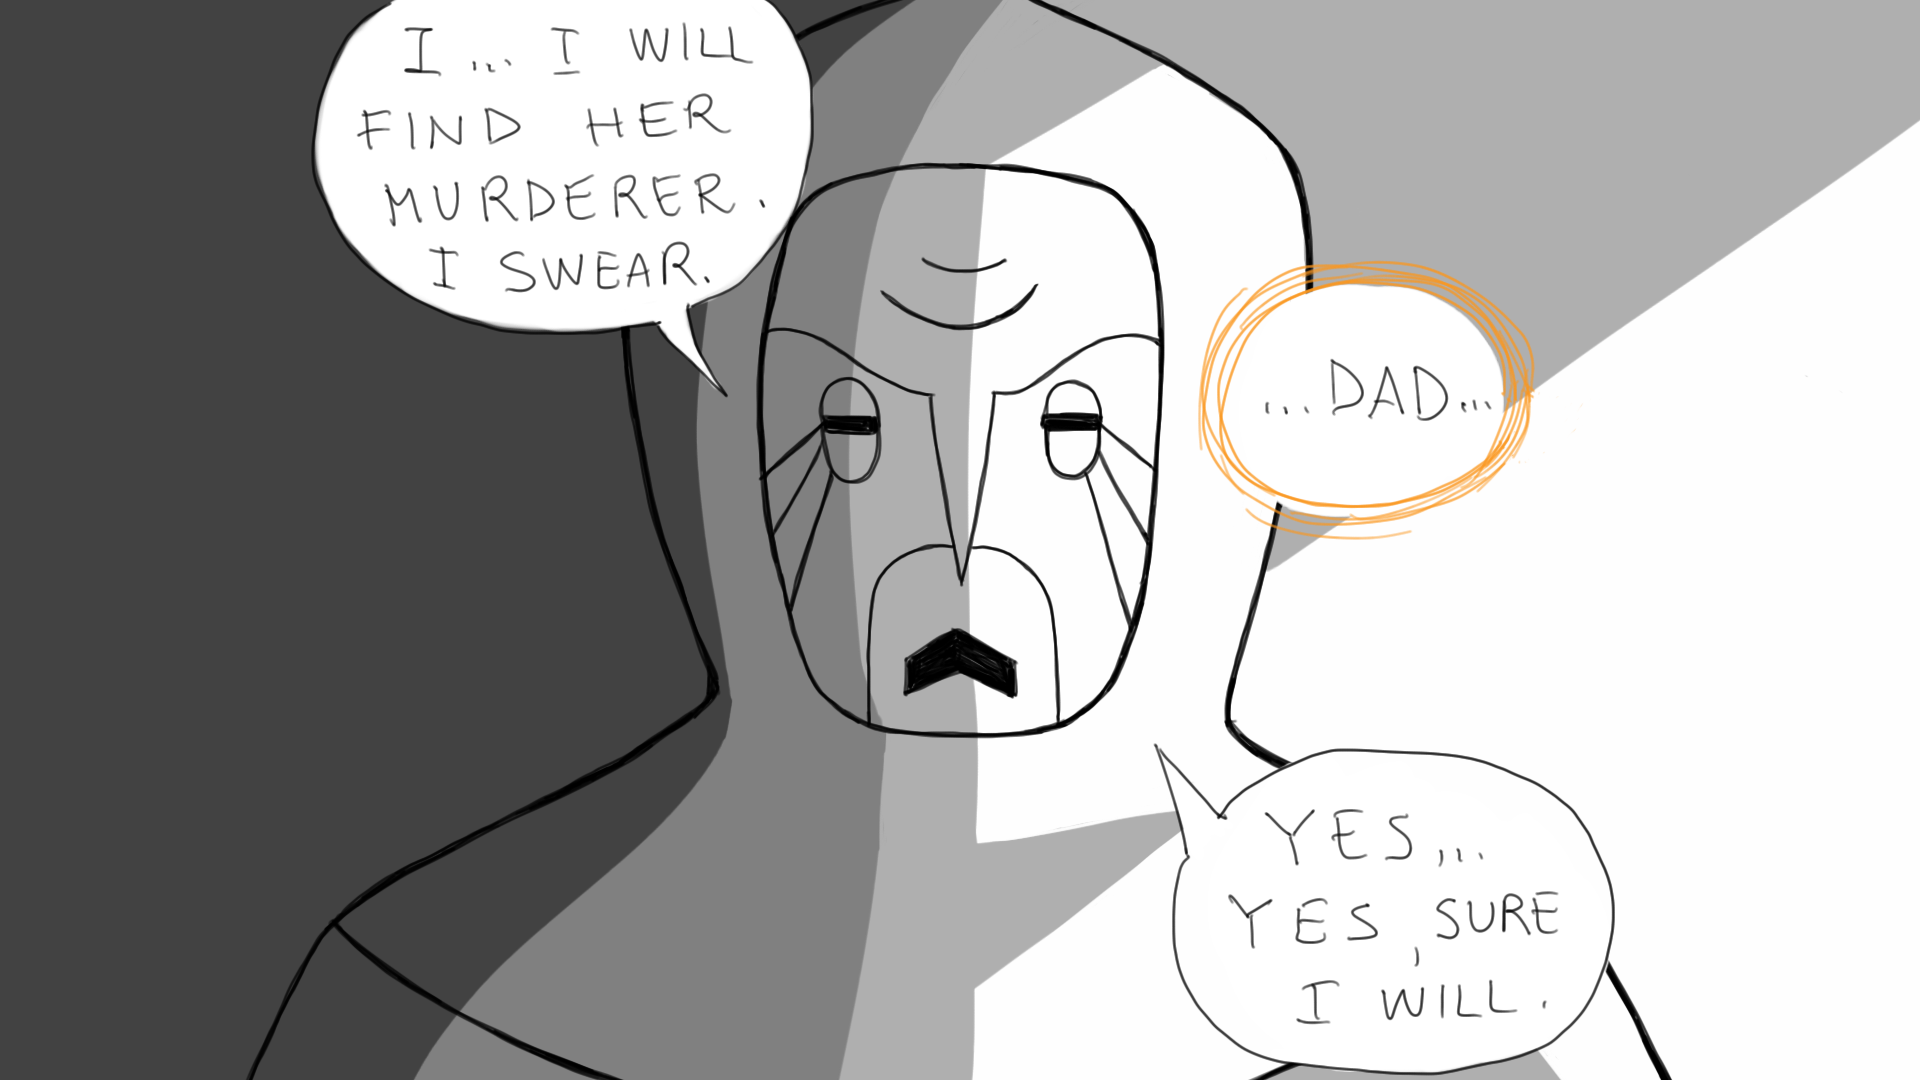 I ... I WILL
FIND HER
MURDERER.
I SWEAR.
...DAD...
YES...
YES, SURE
I WILL.